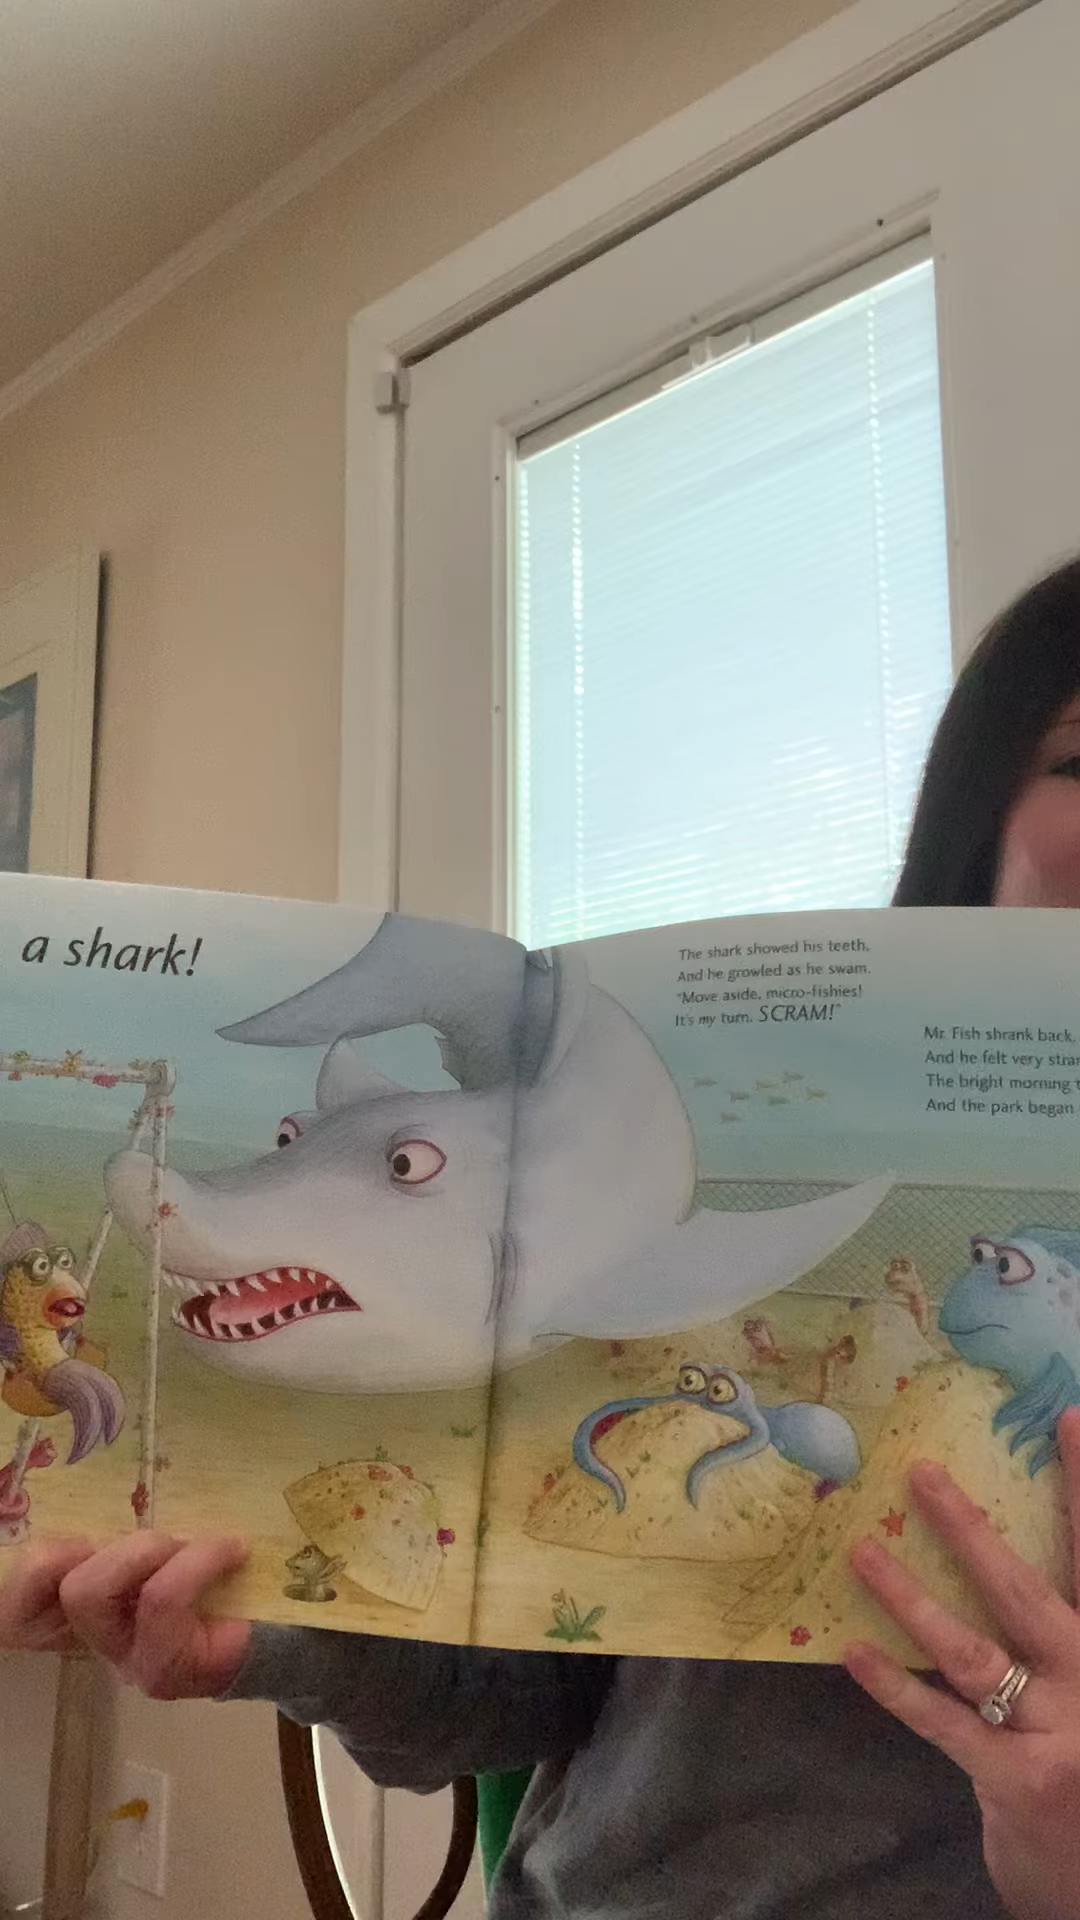 a shark!
The shark showed his teeth,
And he growled as he swam.
"Move aside, micro-fishies!
It's my turn. SCRAM!"
Mr. Fish shrank back,
And he felt very
The bright morning
And the park began